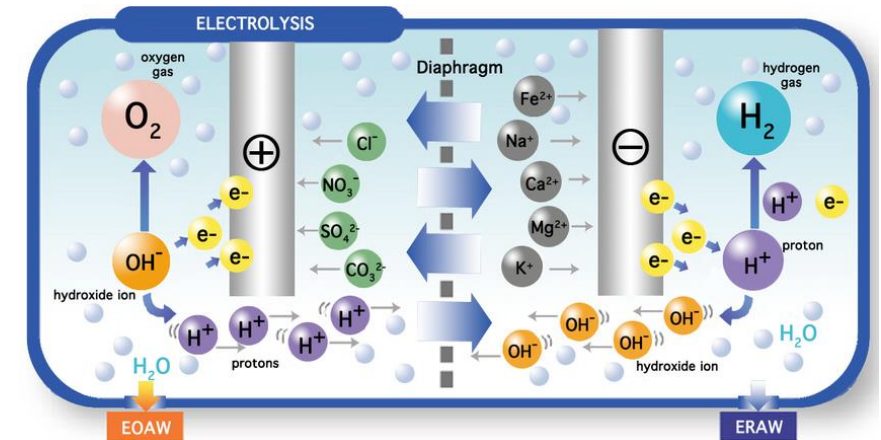 ELECTROLYSIS
oxygen
gas
O₂
OH⁻
hydroxide ion
e-
e-
e-
⊕
Cl⁻
NO₃⁻
SO₄²⁻
CO₃²⁻
H⁺
H⁺
H⁺
H⁺
protons
H₂O
EOAW
Diaphragm
Fe²⁺
Na⁺
Ca²⁺
Mg²⁺
K⁺
⊖
e-
e-
e-
hydrogen
gas
H₂
H⁺
e-
H⁺
proton
OH⁻
OH⁻
OH⁻
OH⁻
hydroxide ion
H₂O
ERAW